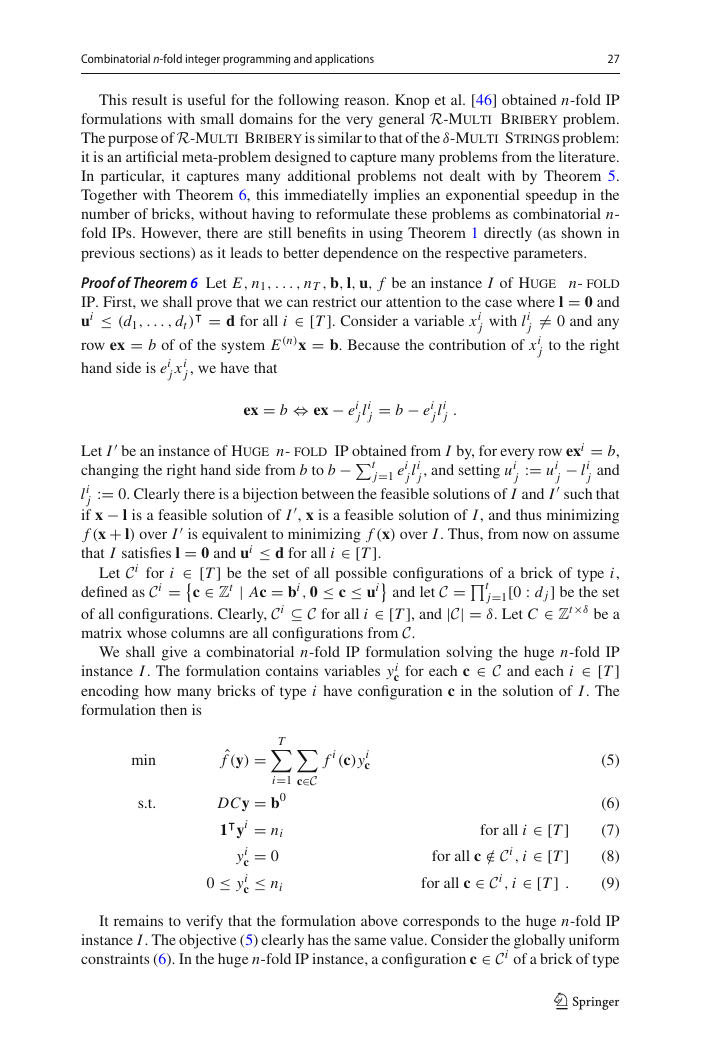 Combinatorial n-fold integer programming and applications 27
This result is useful for the following reason. Knop et al. [46] obtained n-fold IP
formulations with small domains for the very general R-MULTI BRIBERY problem.
The purpose of R-MULTI BRIBERY is similar to that of the δ-MULTI STRINGS problem:
it is an artificial meta-problem designed to capture many problems from the literature.
In particular, it captures many additional problems not dealt with by Theorem 5.
Together with Theorem 6, this immediatelly implies an exponential speedup in the
number of bricks, without having to reformulate these problems as combinatorial n-
fold IPs. However, there are still benefits in using Theorem 1 directly (as shown in
previous sections) as it leads to better dependence on the respective parameters.
Proof of Theorem 6 Let E, n₁, . . . , n_T, b, l, u, f be an instance I of HUGE n- FOLD
IP. First, we shall prove that we can restrict our attention to the case where l = 0 and
u^i ≤ (d₁, . . . , d_t)^⊺ = d for all i ∈ [T]. Consider a variable x^i_j with l^i_j ≠ 0 and any
row ex = b of of the system E^(n)x = b. Because the contribution of x^i_j to the right
hand side is e^i_j x^i_j, we have that
ex = b ⇔ ex − e^i_j l^i_j = b − e^i_j l^i_j .
Let I′ be an instance of HUGE n- FOLD IP obtained from I by, for every row ex^i = b,
changing the right hand side from b to b − ∑^t_{j=1} e^i_j l^i_j, and setting u^i_j := u^i_j − l^i_j and
l^i_j := 0. Clearly there is a bijection between the feasible solutions of I and I′ such that
if x − l is a feasible solution of I′, x is a feasible solution of I, and thus minimizing
f(x + l) over I′ is equivalent to minimizing f(x) over I. Thus, from now on assume
that I satisfies l = 0 and u^i ≤ d for all i ∈ [T].
Let C^i for i ∈ [T] be the set of all possible configurations of a brick of type i,
defined as C^i = {c ∈ Z^t | Ac = b^i, 0 ≤ c ≤ u^i} and let C = ∏^t_{j=1}[0 : d_j] be the set
of all configurations. Clearly, C^i ⊆ C for all i ∈ [T], and |C| = δ. Let C ∈ Z^{t×δ} be a
matrix whose columns are all configurations from C.
We shall give a combinatorial n-fold IP formulation solving the huge n-fold IP
instance I. The formulation contains variables y^i_c for each c ∈ C and each i ∈ [T]
encoding how many bricks of type i have configuration c in the solution of I. The
formulation then is
min f̂(y) = ∑^T_{i=1} ∑_{c∈C} f^i(c)y^i_c (5)
s.t. DCy = b^0 (6)
1^⊺y^i = n_i for all i ∈ [T] (7)
y^i_c = 0 for all c ∉ C^i, i ∈ [T] (8)
0 ≤ y^i_c ≤ n_i for all c ∈ C^i, i ∈ [T] . (9)
It remains to verify that the formulation above corresponds to the huge n-fold IP
instance I. The objective (5) clearly has the same value. Consider the globally uniform
constraints (6). In the huge n-fold IP instance, a configuration c ∈ C^i of a brick of type
Springer